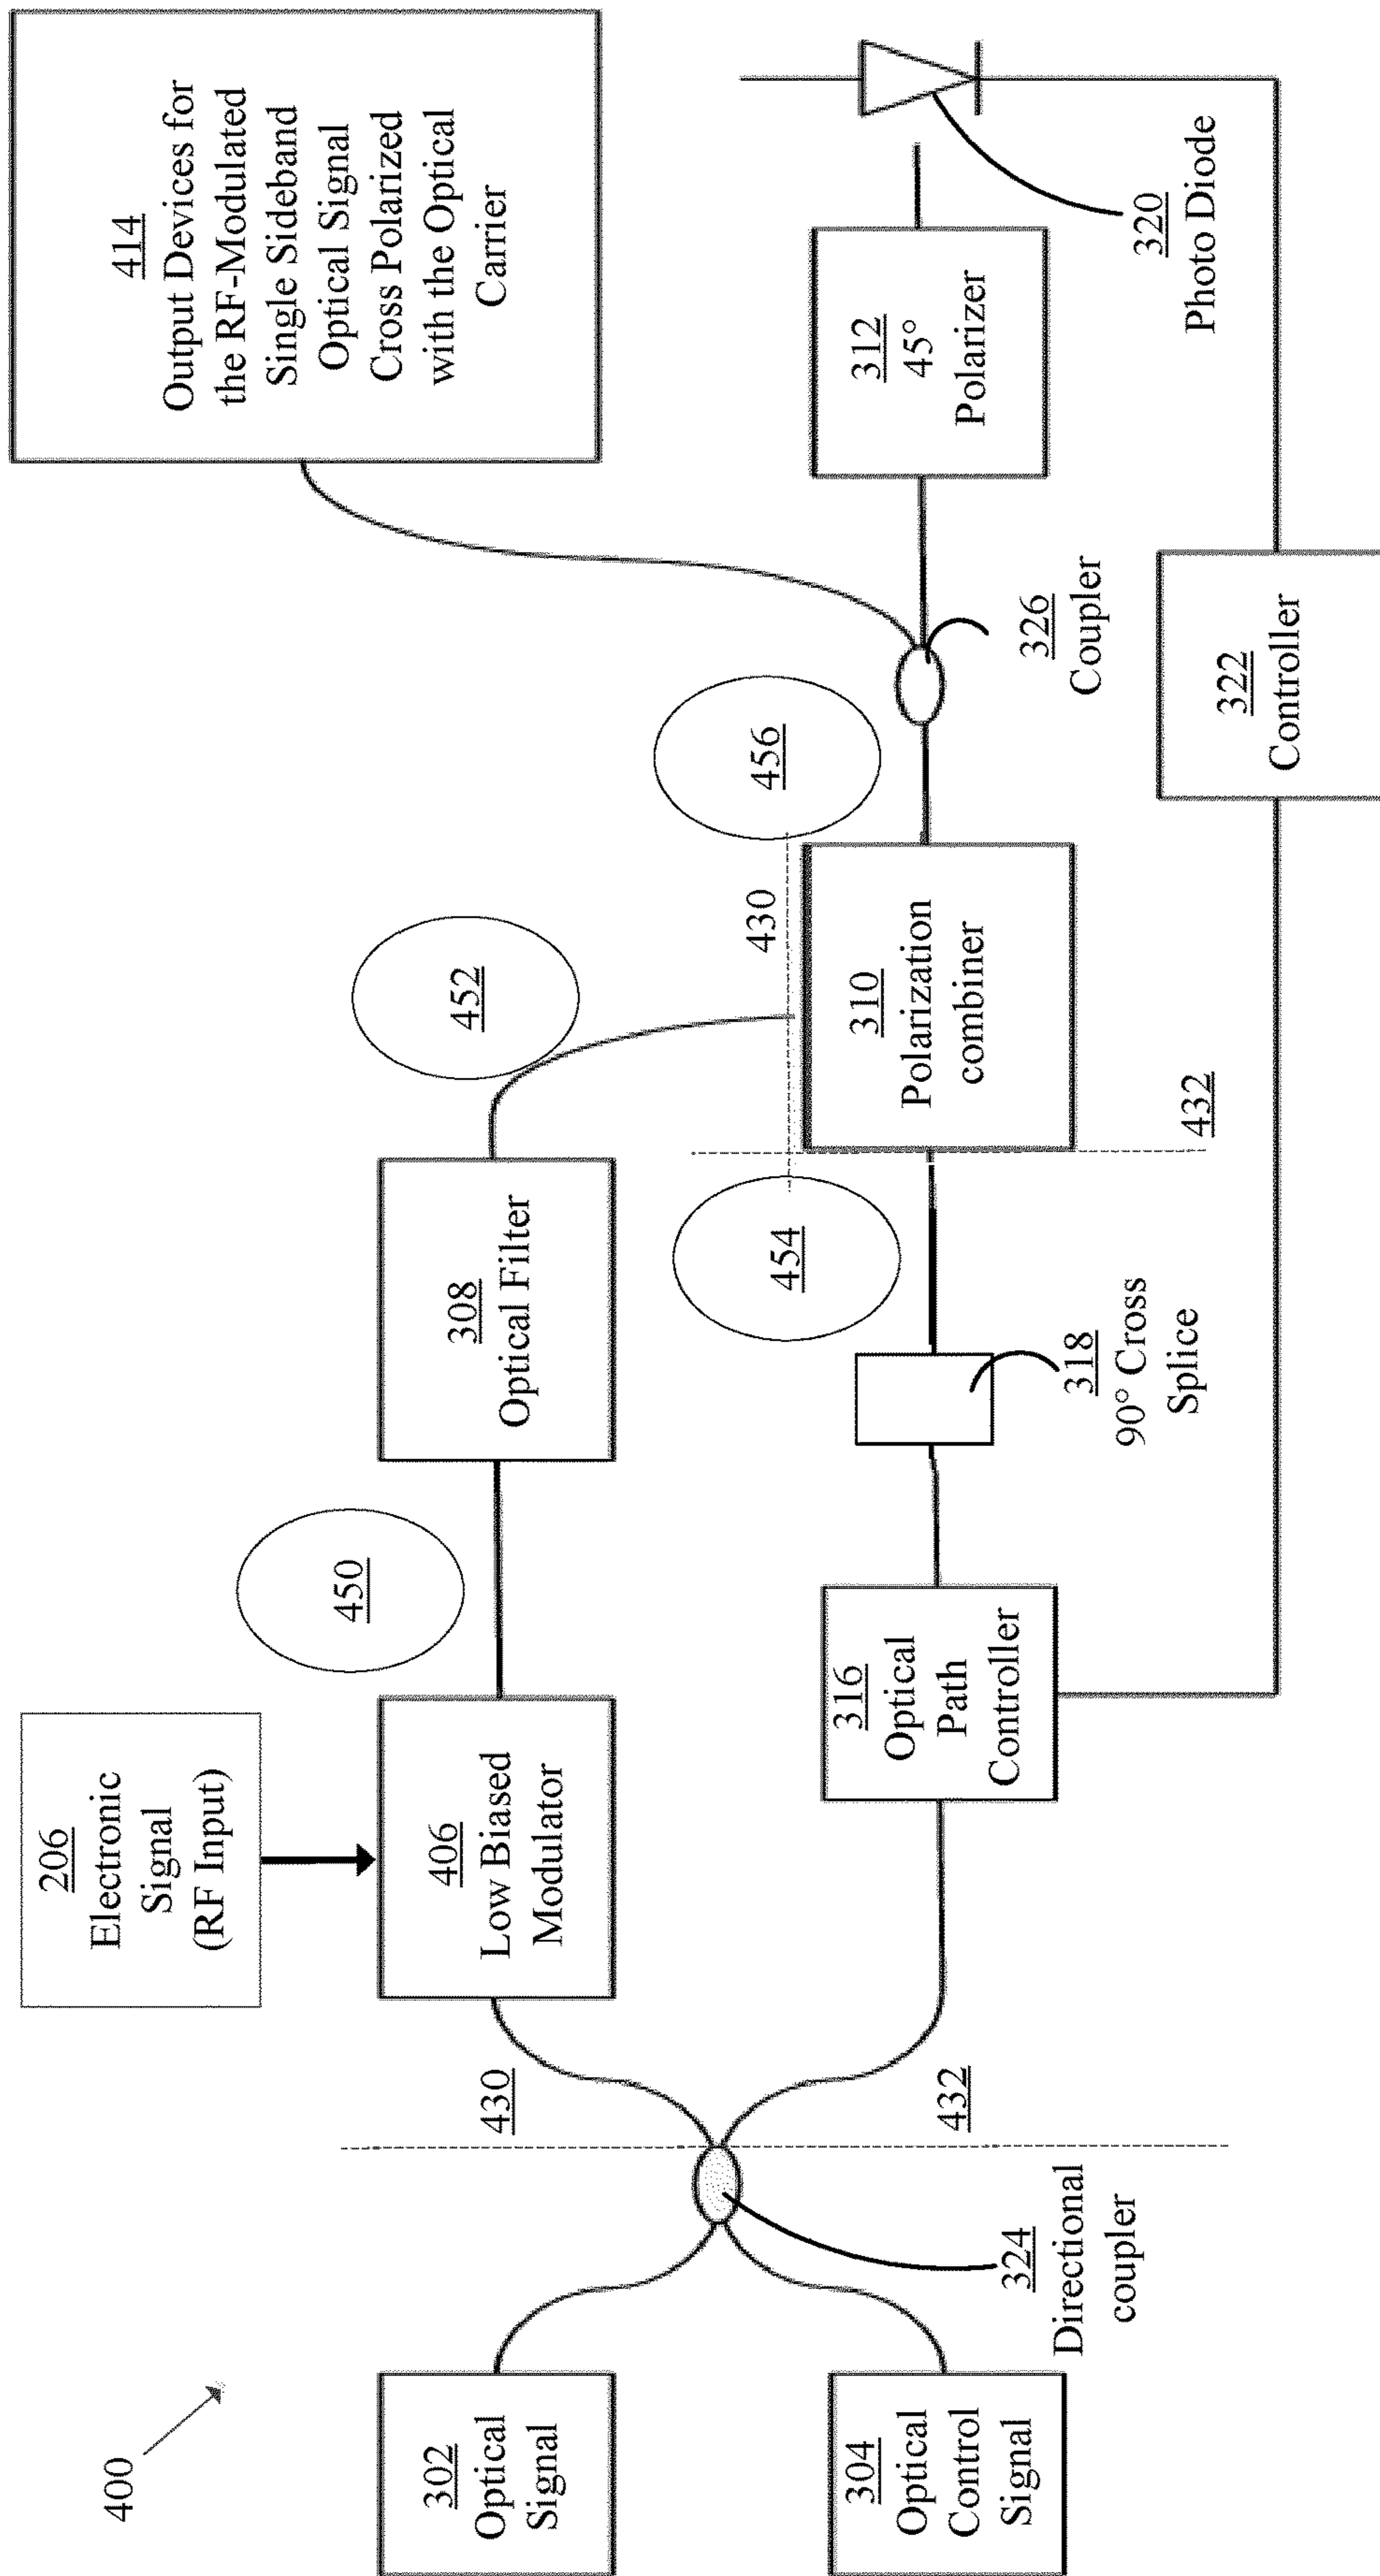 400
302
Optical
Signal
304
Optical
Control
Signal
324
Directional
coupler
430
432
206
Electronic
Signal
(RF Input)
406
Low Biased
Modulator
450
316
Optical
Path
Controller
308
Optical Filter
318
90° Cross
Splice
452
454
430
432
310
Polarization
combiner
456
326
Coupler
322
Controller
414
Output Devices for
the RF-Modulated
Single Sideband
Optical Signal
Cross Polarized
with the Optical
Carrier
312
45°
Polarizer
320
Photo Diode